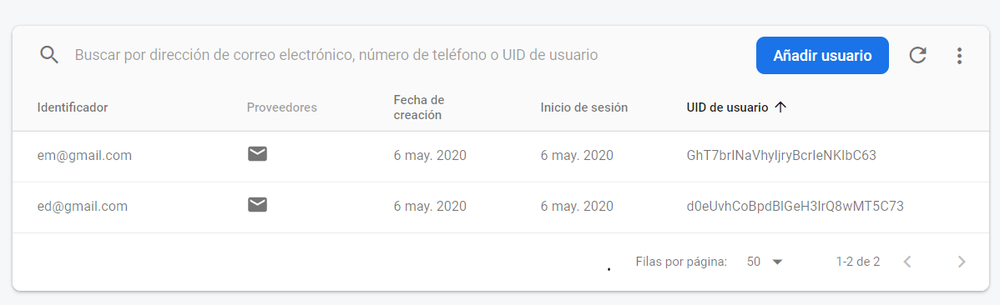 Buscar por dirección de correo electrónico, número de teléfono o UID de usuario
Añadir usuario
Identificador
Proveedores
Fecha de
creación
Inicio de sesión
UID de usuario
em@gmail.com
6 may. 2020
6 may. 2020
GhT7brINaVhyIjryBcrIeNKIbC63
ed@gmail.com
6 may. 2020
6 may. 2020
d0eUvhCoBpdBIGeH3IrQ8wMT5C73
Filas por página:
50
1-2 de 2